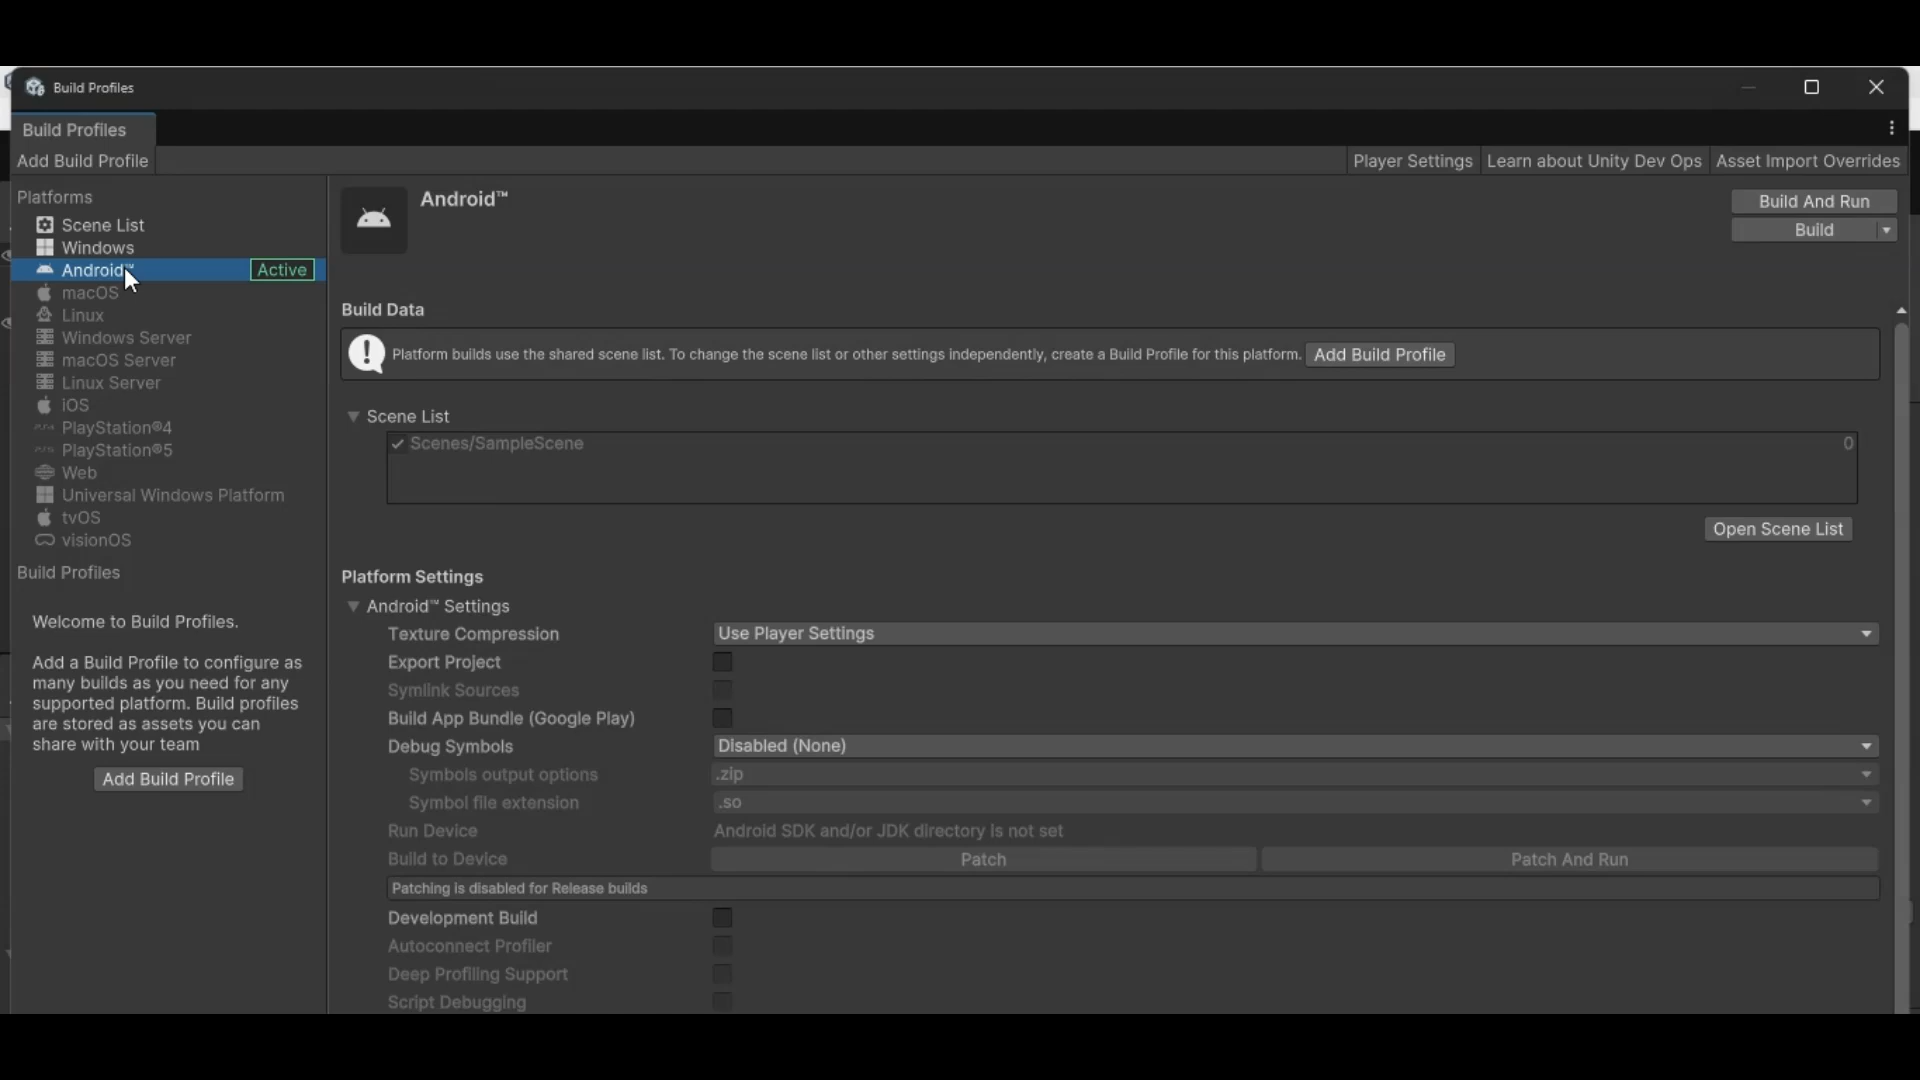 Build Profiles
Build Profiles
Add Build Profile
Player Settings
Learn about Unity Dev Ops
Asset Import Overrides
Platforms
Scene List
Windows
Android™
Active
macOS
Linux
Windows Server
macOS Server
Linux Server
iOS
PlayStation®4
PlayStation®5
Web
Universal Windows Platform
tvOS
visionOS
Build Profiles
Welcome to Build Profiles.
Add a Build Profile to configure as
many builds as you need for any
supported platform. Build profiles
are stored as assets you can
share with your team
Add Build Profile
Android™
Build And Run
Build
Build Data
Platform builds use the shared scene list. To change the scene list or other settings independently, create a Build Profile for this platform.
Add Build Profile
Scene List
Scenes/SampleScene 0
Open Scene List
Platform Settings
Android™ Settings
Texture Compression Use Player Settings
Export Project
Symlink Sources
Build App Bundle (Google Play)
Debug Symbols Disabled (None)
Symbols output options .zip
Symbol file extension .so
Run Device Android SDK and/or JDK directory is not set
Build to Device Patch Patch And Run
Patching is disabled for Release builds
Development Build
Autoconnect Profiler
Deep Profiling Support
Script Debugging